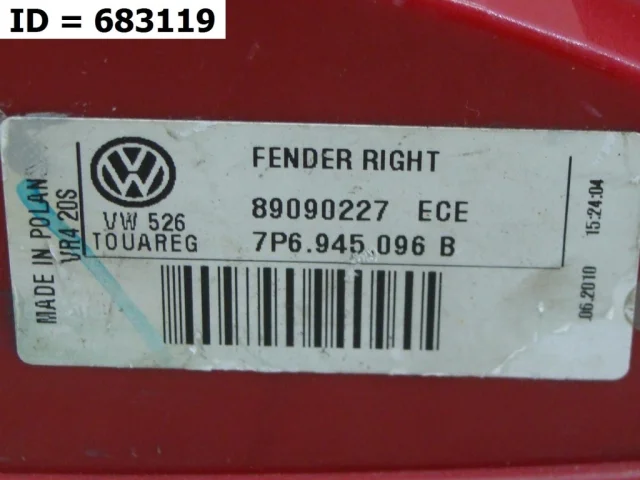 ID = 683119
FENDER RIGHT
VW 526
TOUAREG
89090227 ECE
7P6.945.096 B
MADE IN POLAN
VR4 20S
.06.2010 15:24:04